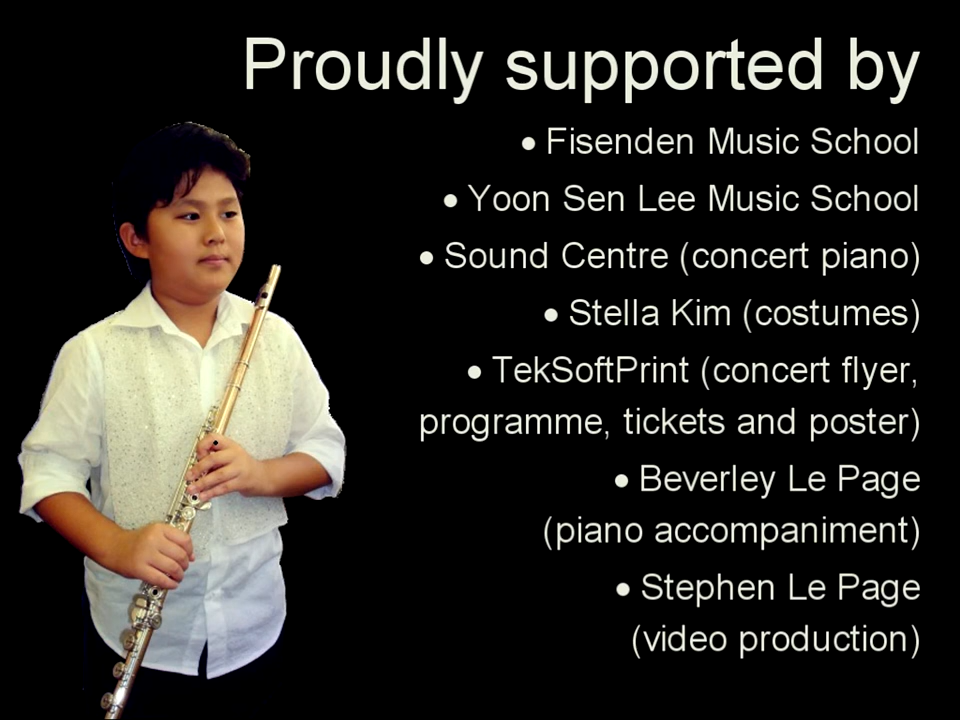 Proudly supported by
• Fisenden Music School
• Yoon Sen Lee Music School
• Sound Centre (concert piano)
• Stella Kim (costumes)
• TekSoftPrint (concert flyer,
programme, tickets and poster)
• Beverley Le Page
(piano accompaniment)
• Stephen Le Page
(video production)